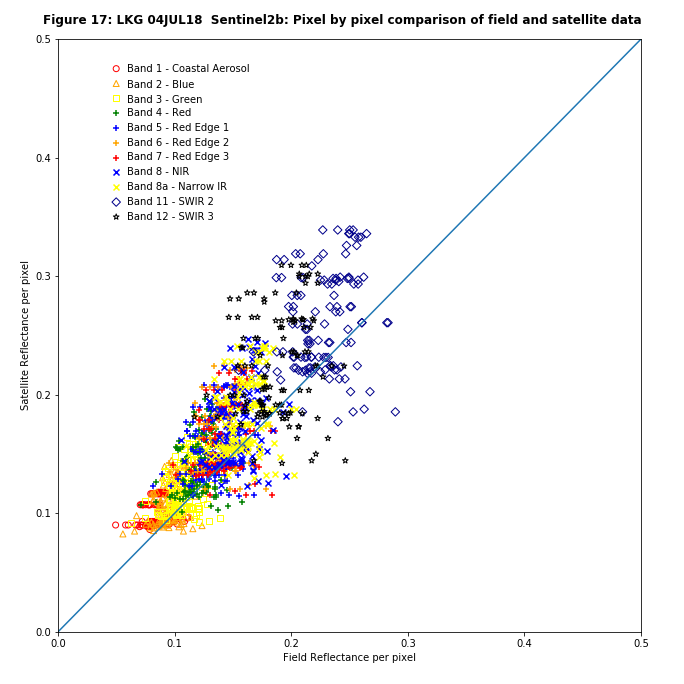 Figure 17: LKG 04JUL18  Sentinel2b: Pixel by pixel comparison of field and satellite data
0.5
Band 1 - Coastal Aerosol
Band 2 - Blue
Band 3 - Green
Band 4 - Red
Band 5 - Red Edge 1
Band 6 - Red Edge 2
Band 7 - Red Edge 3
Band 8 - NIR
Band 8a - Narrow IR
Band 11 - SWIR 2
Band 12 - SWIR 3
0.4
0.3
0.2
0.1
0.0
Satellite Reflectance per pixel
0.0 0.1 0.2 0.3 0.4 0.5
Field Reflectance per pixel